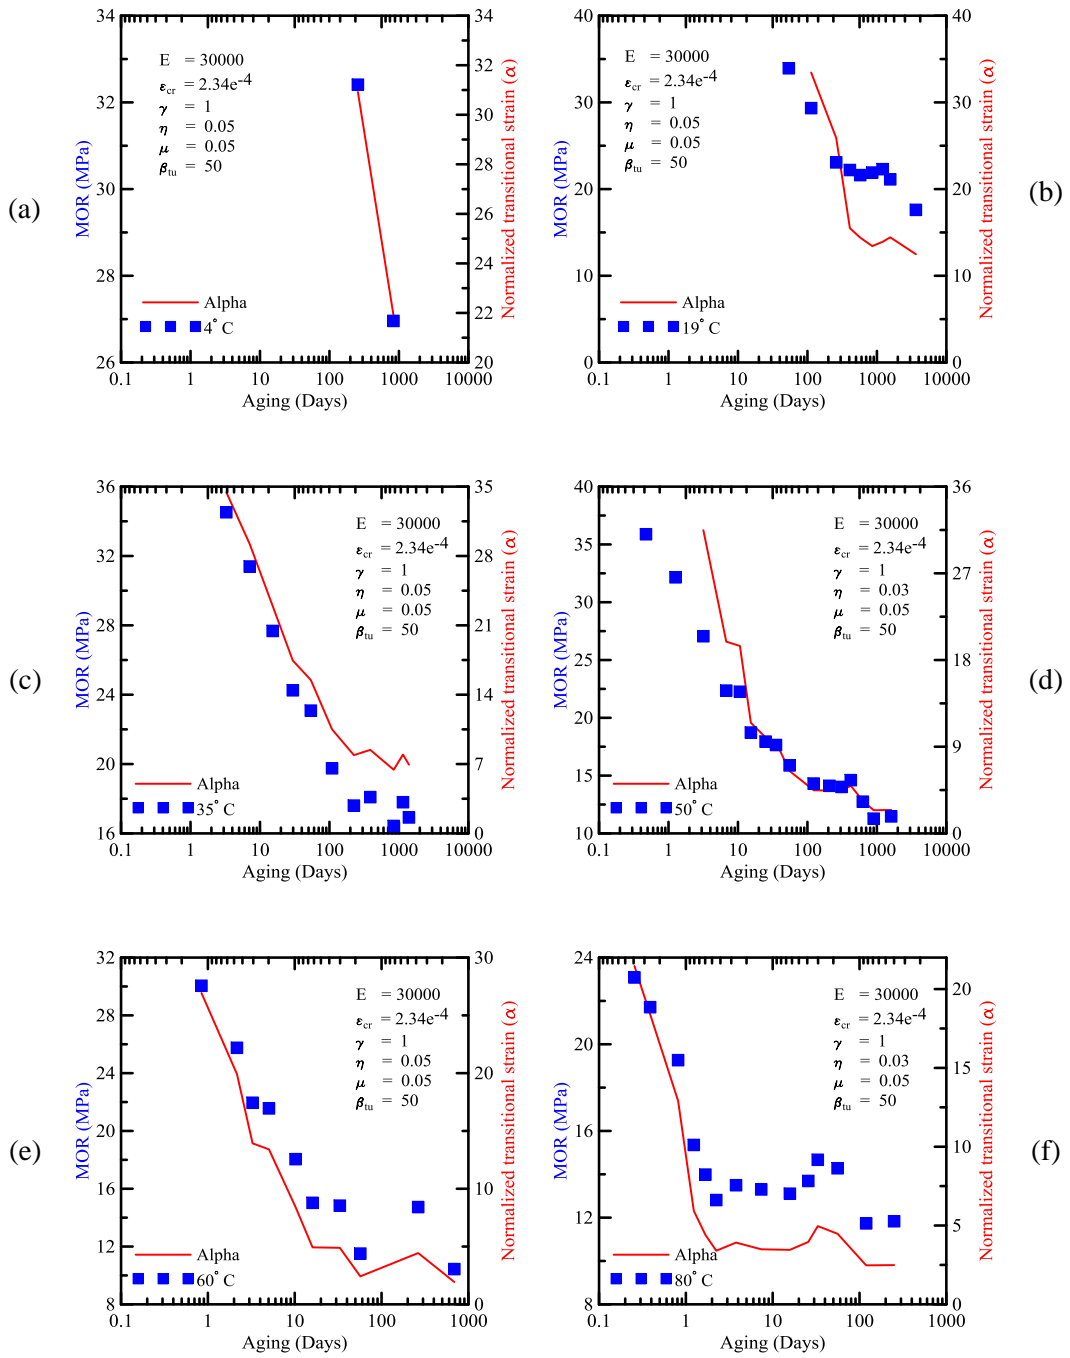 (a)
34
32
30
28
26
MOR (MPa)
E = 30000
εcr = 2.34e-4
γ = 1
η = 0.05
μ = 0.05
βtu = 50
Alpha
4° C
34
32
30
28
26
24
22
20
Normalized transitional strain (α)
0.1 1 10 100 1000 10000
Aging (Days)
(b)
40
30
20
10
0
MOR (MPa)
E = 30000
εcr = 2.34e-4
γ = 1
η = 0.05
μ = 0.05
βtu = 50
Alpha
19° C
40
30
20
10
0
Normalized transitional strain (α)
0.1 1 10 100 1000 10000
Aging (Days)
(c)
36
32
28
24
20
16
MOR (MPa)
E = 30000
εcr = 2.34e-4
γ = 1
η = 0.05
μ = 0.05
βtu = 50
Alpha
35° C
35
28
21
14
7
0
Normalized transitional strain (α)
0.1 1 10 100 1000 10000
Aging (Days)
(d)
40
35
30
25
20
15
10
MOR (MPa)
E = 30000
εcr = 2.34e-4
γ = 1
η = 0.03
μ = 0.05
βtu = 50
Alpha
50° C
36
27
18
9
0
Normalized transitional strain (α)
0.1 1 10 100 1000 10000
Aging (Days)
(e)
32
28
24
20
16
12
8
MOR (MPa)
E = 30000
εcr = 2.34e-4
γ = 1
η = 0.05
μ = 0.05
βtu = 50
Alpha
60° C
30
20
10
0
Normalized transitional strain (α)
0.1 1 10 100 1000 10000
Aging (Days)
(f)
24
20
16
12
8
MOR (MPa)
E = 30000
εcr = 2.34e-4
γ = 1
η = 0.03
μ = 0.05
βtu = 50
Alpha
80° C
20
15
10
5
0
Normalized transitional strain (α)
0.1 1 10 100 1000 10000
Aging (Days)